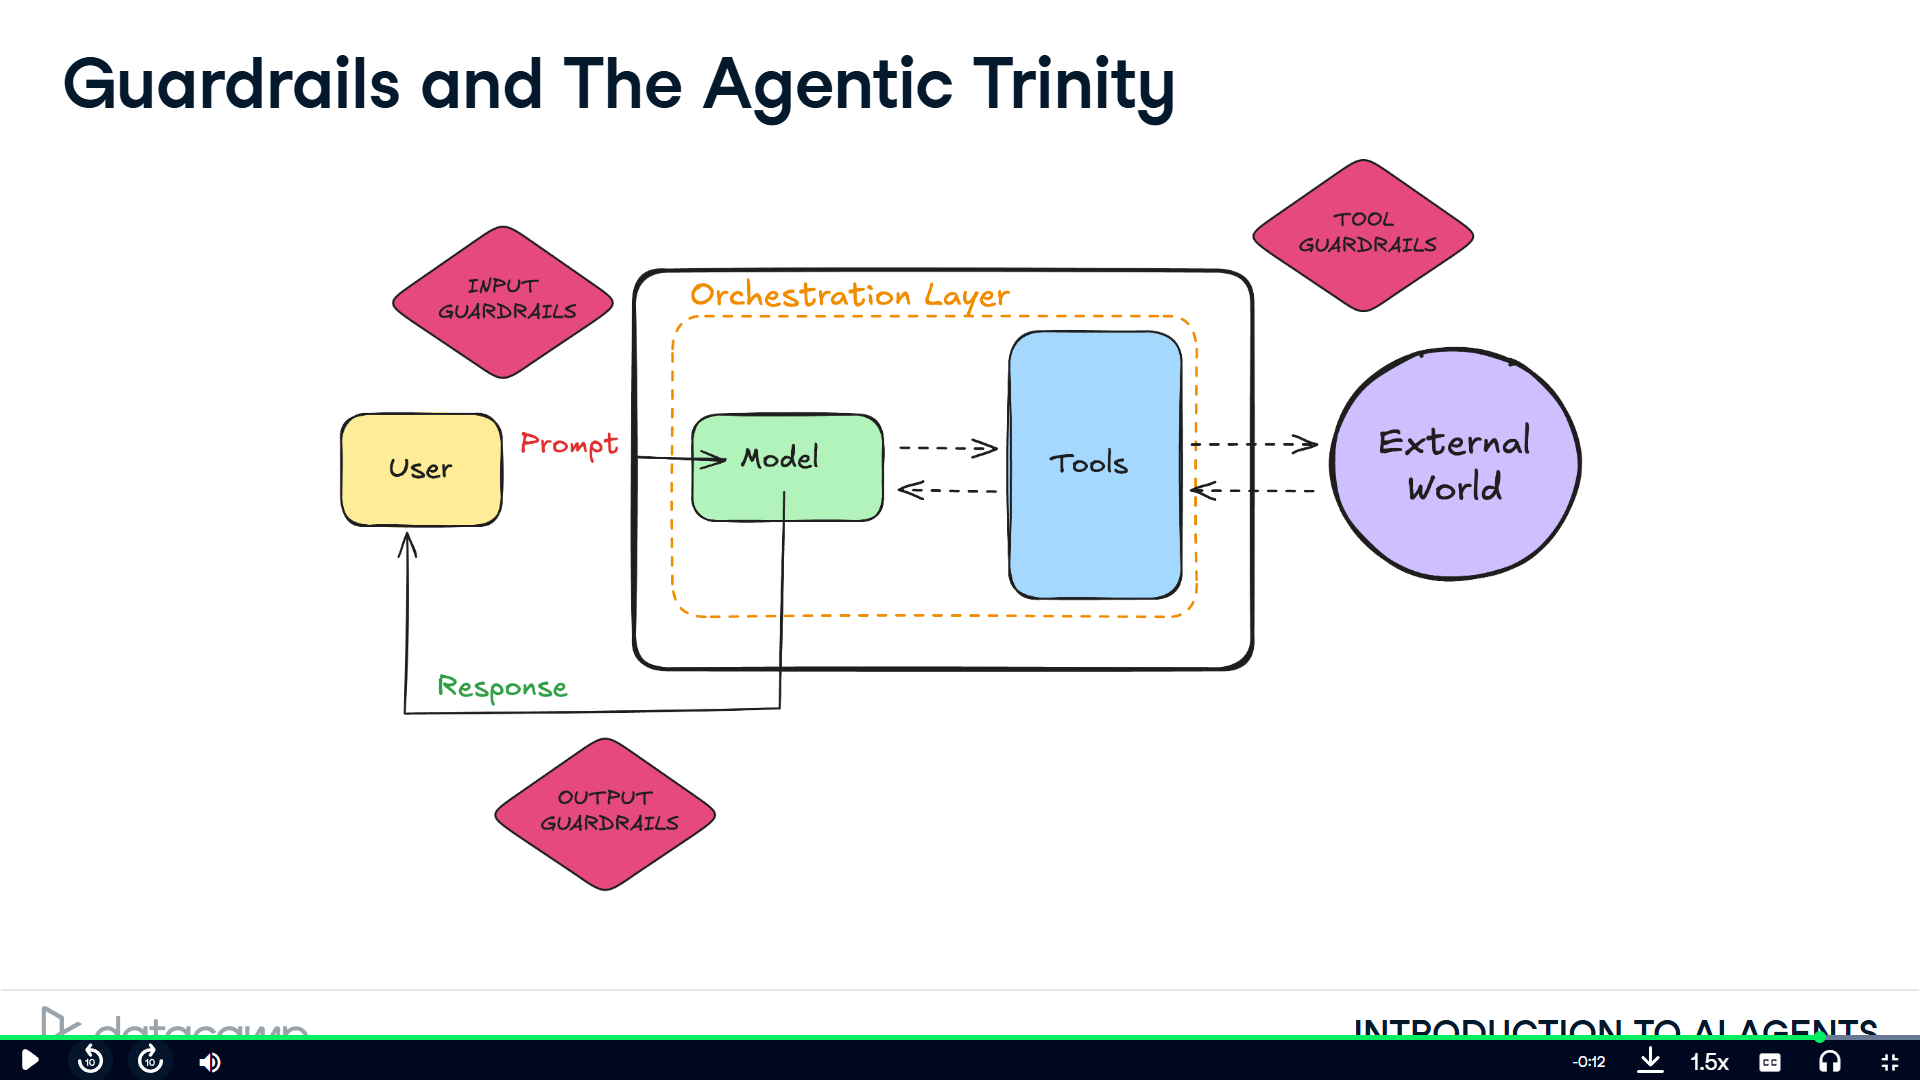 Guardrails and The Agentic Trinity
TOOL
GUARDRAILS
INPUT
GUARDRAILS
Orchestration Layer
User
Prompt
Model
Tools
External
World
Response
OUTPUT
GUARDRAILS
datacamp
INTRODUCTION TO AI AGENTS
10
10
-0:12
1.5x
CC